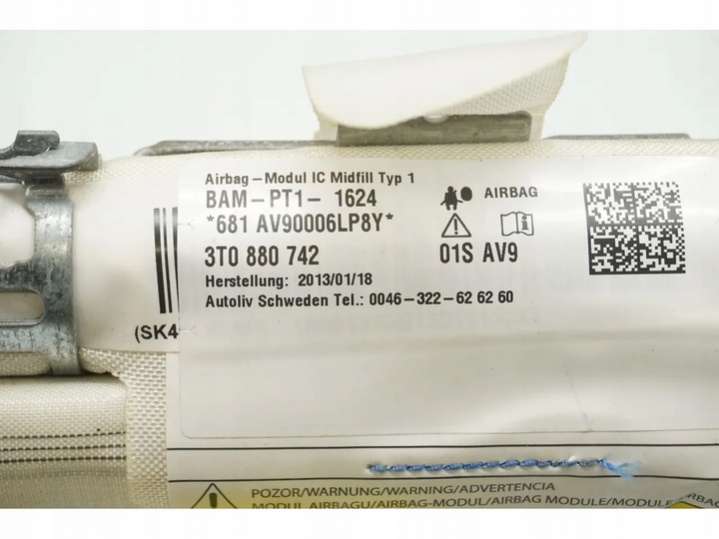 Airbag-Modul IC Midfill Typ 1
BAM-PT1- 1624
*681 AV90006LP8Y*
3T0 880 742
Herstellung: 2013/01/18
Autoliv Schweden Tel.: 0046-322-62 62 60
AIRBAG
01S AV9
(SK4
POZOR/WARNUNG/WARNING/ADVERTENCIA
MODUL AIRBAGU/AIRBAG-MODUL/AIRBAG MODULE/MODULE AIRBAG